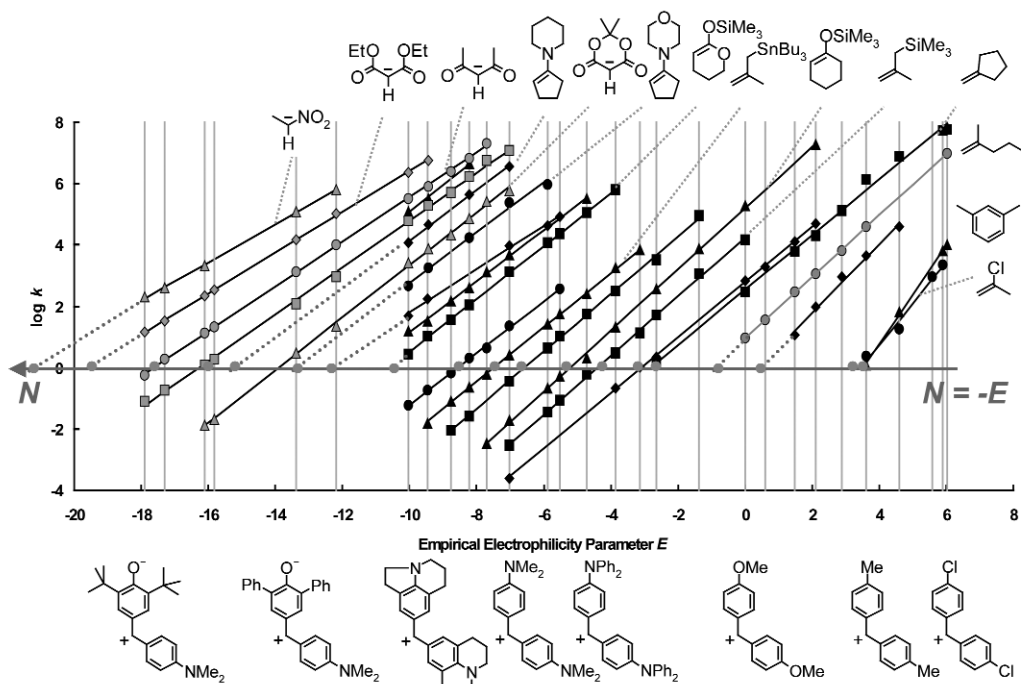 NO₂
−
H
OEt OEt
O − O
H
O − O
H
N
O O
O − O
H
O
N
OSiMe₃
O
SnBu₃
OSiMe₃
SiMe₃
Cl
8
6
4
2
0
-2
-4
log k
N
N = -E
-20 -18 -16 -14 -12 -10 -8 -6 -4 -2 0 2 4 6 8
Empirical Electrophilicity Parameter E
O⁻
+
NMe₂
O⁻
Ph Ph
+
NMe₂
N
+
N
NMe₂
+
NMe₂
NPh₂
+
NPh₂
OMe
+
OMe
Me
+
Me
Cl
+
Cl